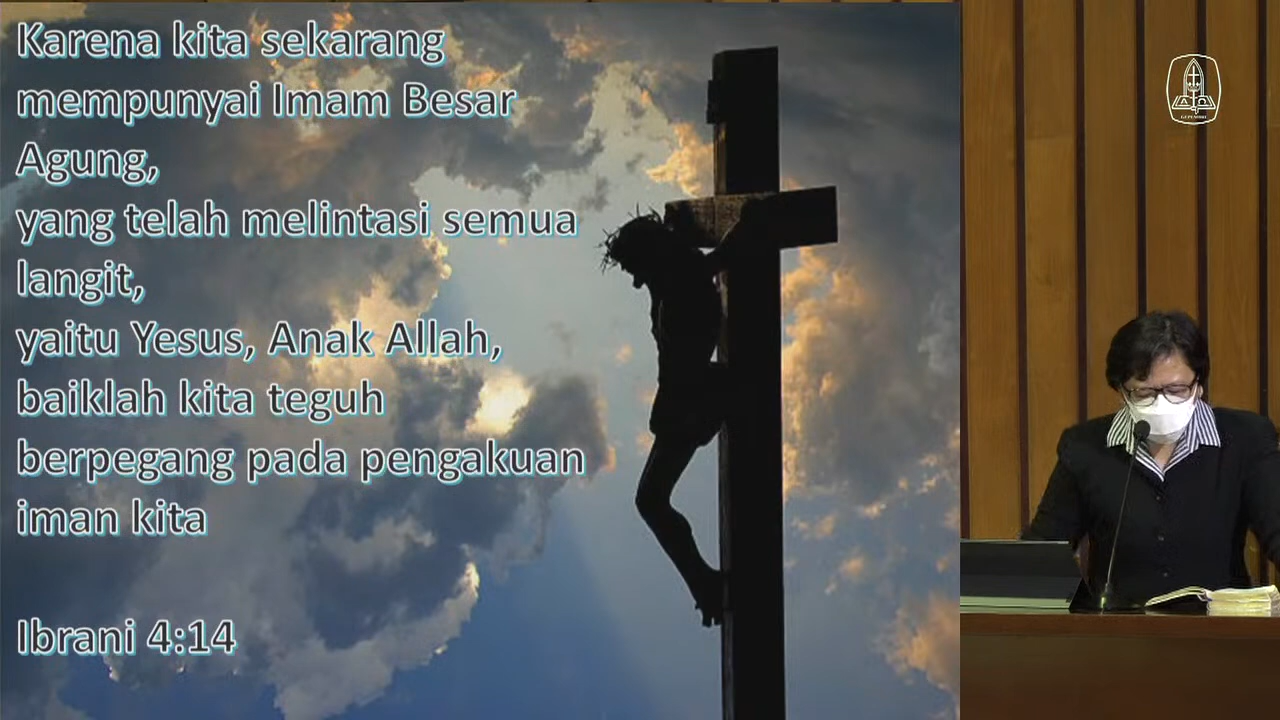 Karena kita sekarang
mempunyai Imam Besar
Agung,
yang telah melintasi semua
langit,
yaitu Yesus, Anak Allah,
baiklah kita teguh
berpegang pada pengakuan
iman kita
Ibrani 4:14